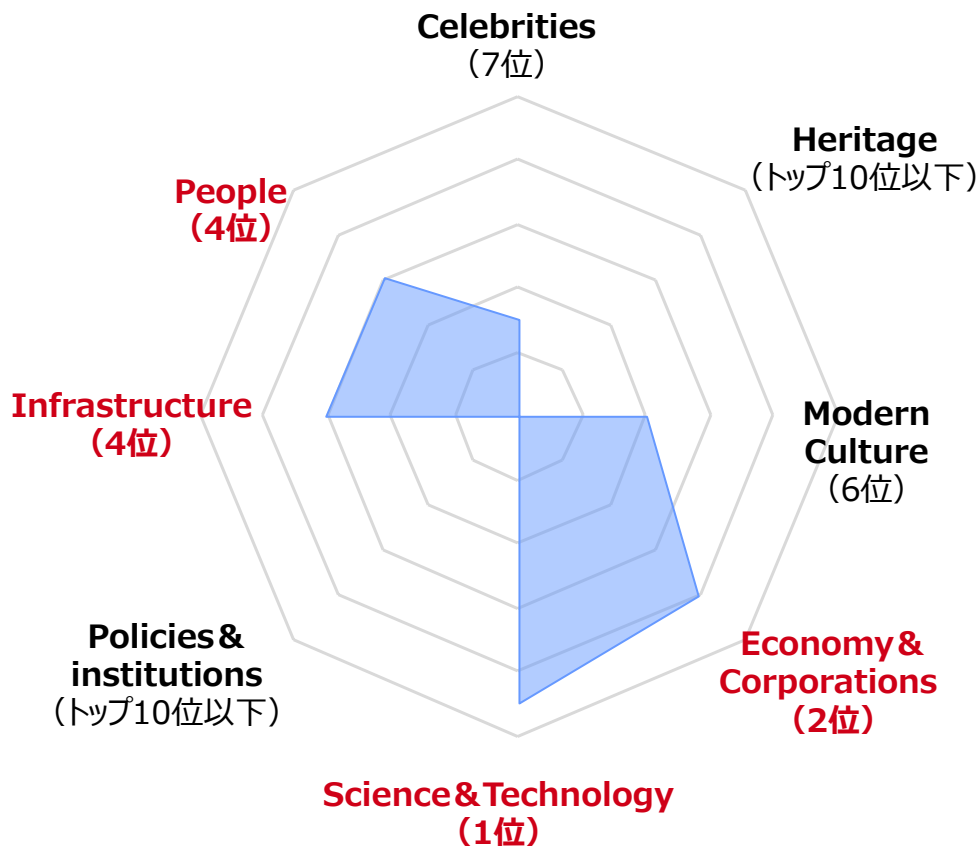 Celebrities
（7位）
Heritage
（トップ10位以下）
People
（4位）
Infrastructure
（4位）
Modern
Culture
（6位）
Policies＆
institutions
（トップ10位以下）
Economy＆
Corporations
（2位）
Science＆Technology
（1位）